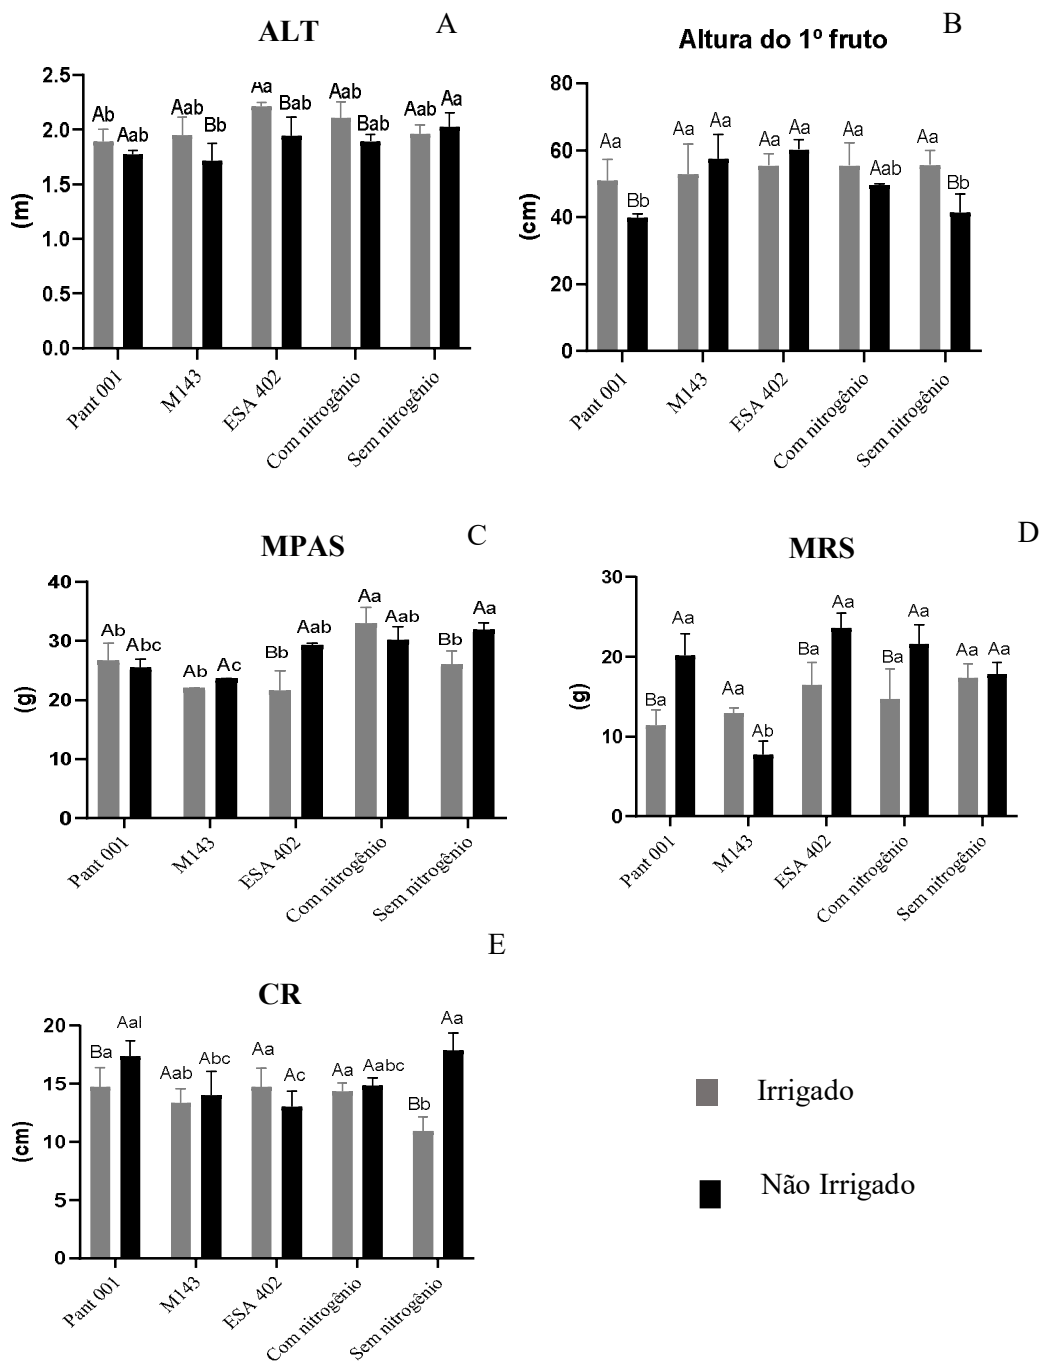 ALT A
2.5
2.0
1.5
1.0
0.5
0.0
(m)
Ab Aab Aab Bb Aa Bab Aab Bab Aab Aa
Pant 001 M143 ESA 402 Com nitrogênio Sem nitrogênio
B
Altura do 1º fruto
80
60
40
20
0
(cm)
Aa Bb Aa Aa Aa Aa Aa Aab Aa Bb
Pant 001 M143 ESA 402 Com nitrogênio Sem nitrogênio
MPAS C
40
30
20
10
0
(g)
Ab Abc Ab Ac Bb Aab Aa Aab Bb Aa
Pant 001 M143 ESA 402 Com nitrogênio Sem nitrogênio
MRS D
30
20
10
0
(g)
Ba Aa Aa Ab Ba Aa Ba Aa Aa Aa
Pant 001 M143 ESA 402 Com nitrogênio Sem nitrogênio
E
CR
20
15
10
5
0
(cm)
Ba Aal Aab Abc Aa Ac Aa Aabc Bb Aa
Pant 001 M143 ESA 402 Com nitrogênio Sem nitrogênio
Irrigado
Não Irrigado